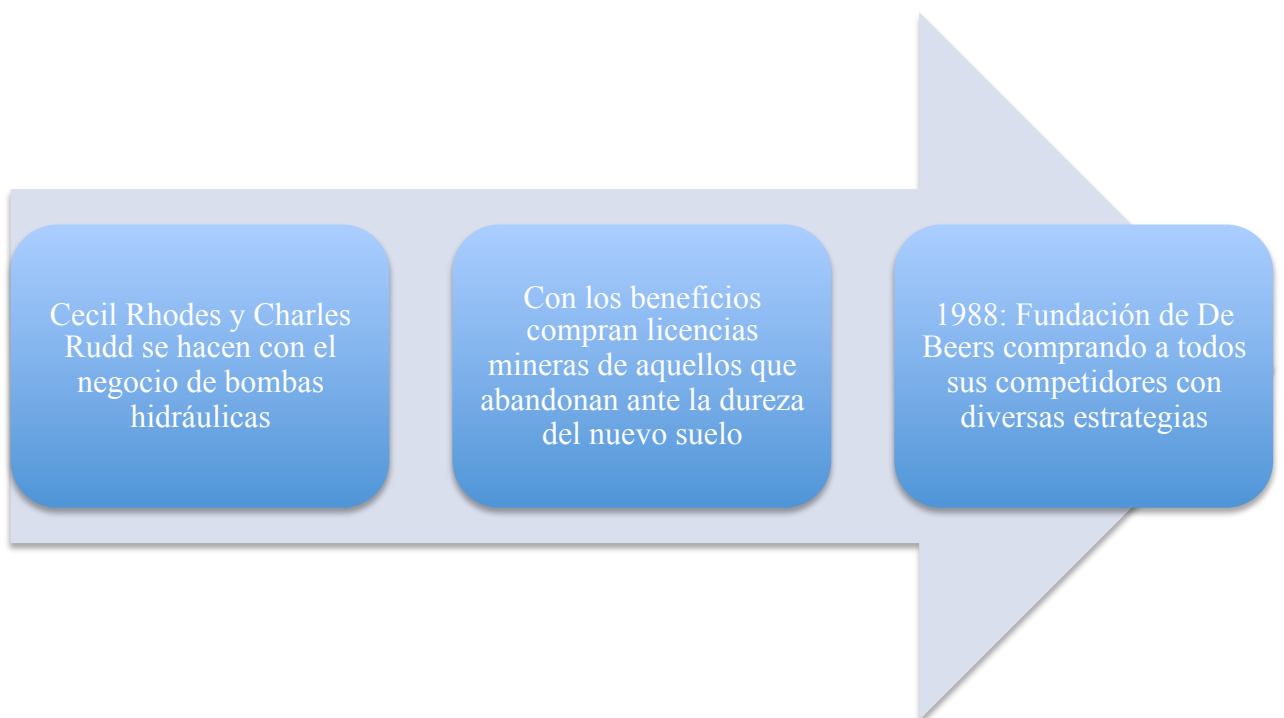 Cecil Rhodes y Charles
Rudd se hacen con el
negocio de bombas
hidráulicas
Con los beneficios
compran licencias
mineras de aquellos que
abandonan ante la dureza
del nuevo suelo
1988: Fundación de De
Beers comprando a todos
sus competidores con
diversas estrategias